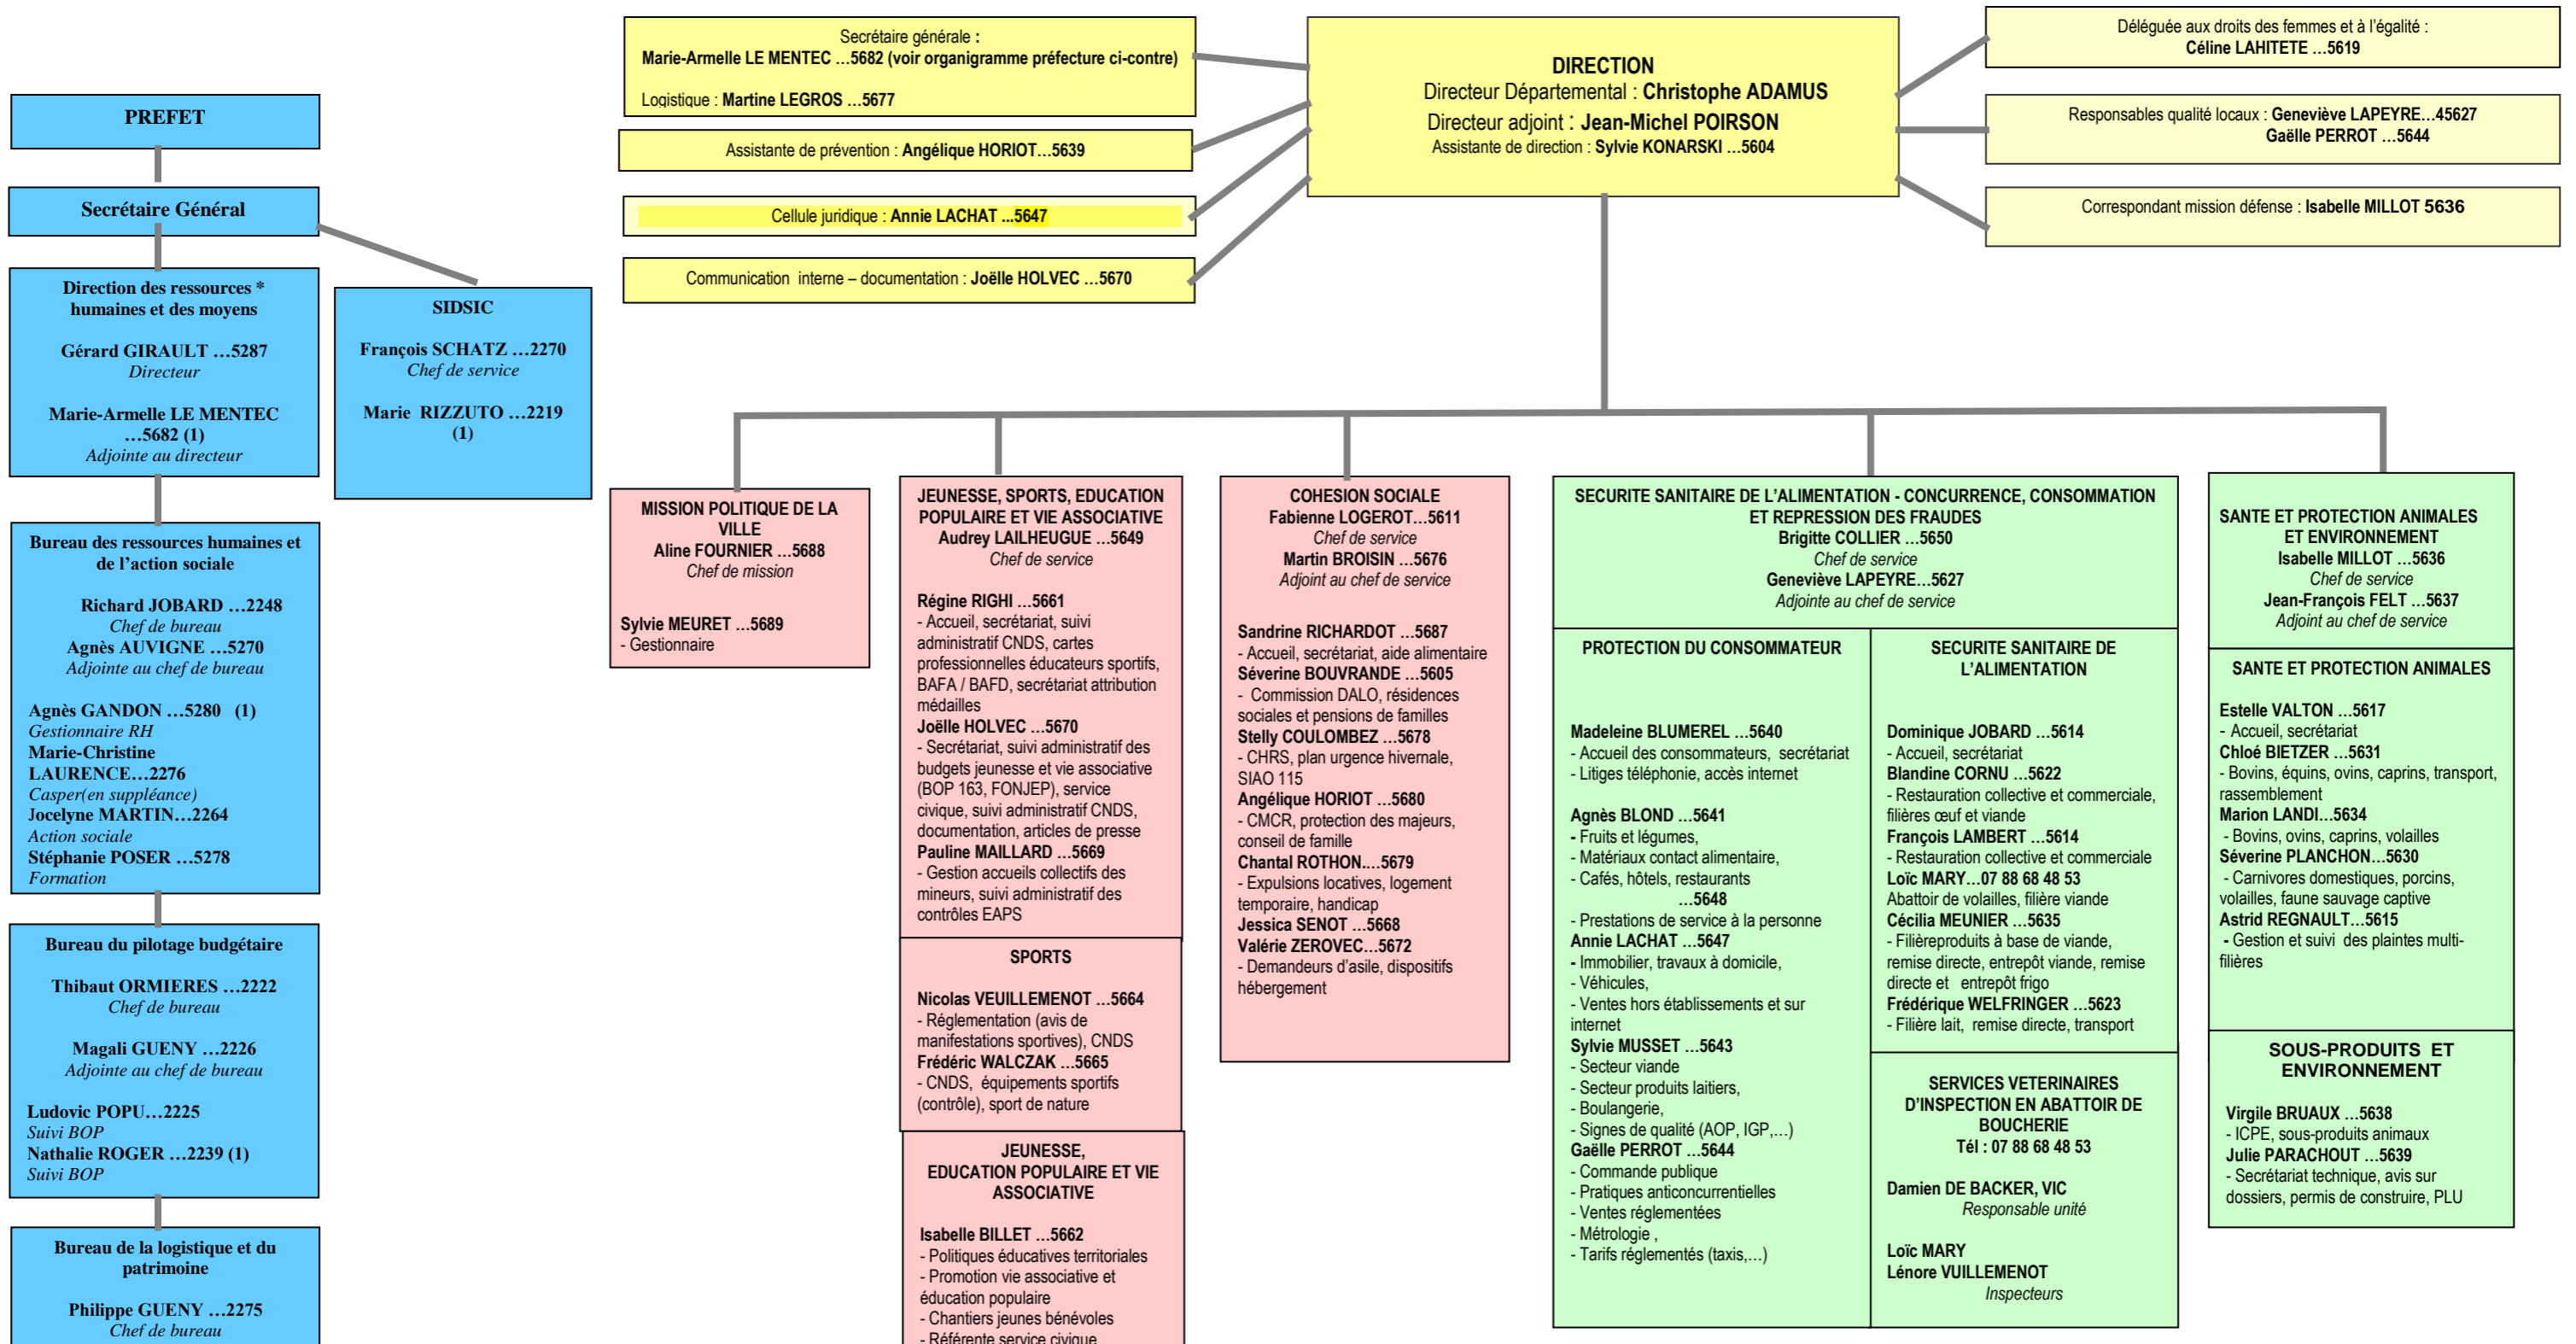 PREFET
Secrétaire Général
Direction des ressources *
humaines et des moyens
Gérard GIRAULT …5287
Directeur
Marie-Armelle LE MENTEC
…5682 (1)
Adjointe au directeur
SIDSIC
François SCHATZ …2270
Chef de service
Marie  RIZZUTO …2219
(1)
Bureau des ressources humaines et
de l’action sociale
Richard JOBARD …2248
Chef de bureau
Agnès AUVIGNE …5270
Adjointe au chef de bureau
Agnès GANDON …5280   (1)
Gestionnaire RH
Marie-Christine
LAURENCE…2276
Casper(en suppléance)
Jocelyne MARTIN…2264
Action sociale
Stéphanie POSER …5278
Formation
Bureau du pilotage budgétaire
Thibaut ORMIERES …2222
Chef de bureau
Magali GUENY …2226
Adjointe au chef de bureau
Ludovic POPU…2225
Suivi BOP
Nathalie ROGER …2239 (1)
Suivi BOP
Bureau de la logistique et du
patrimoine
Philippe GUENY …2275
Chef de bureau
Secrétaire générale :
Marie-Armelle LE MENTEC …5682 (voir organigramme préfecture ci-contre)
Logistique : Martine LEGROS …5677
Assistante de prévention : Angélique HORIOT…5639
Cellule juridique : Annie LACHAT ...5647
Communication  interne – documentation : Joëlle HOLVEC …5670
DIRECTION
Directeur Départemental : Christophe ADAMUS
Directeur adjoint : Jean-Michel POIRSON
Assistante de direction : Sylvie KONARSKI …5604
Déléguée aux droits des femmes et à l’égalité :
Céline LAHITETE …5619
Responsables qualité locaux : Geneviève LAPEYRE…45627
Gaëlle PERROT …5644
Correspondant mission défense : Isabelle MILLOT 5636
MISSION POLITIQUE DE LA
VILLE
Aline FOURNIER …5688
Chef de mission
Sylvie MEURET …5689
- Gestionnaire
JEUNESSE, SPORTS, EDUCATION
POPULAIRE ET VIE ASSOCIATIVE
Audrey LAILHEUGUE …5649
Chef de service
Régine RIGHI …5661
- Accueil, secrétariat, suivi
administratif CNDS, cartes
professionnelles éducateurs sportifs,
BAFA / BAFD, secrétariat attribution
médailles
Joëlle HOLVEC …5670
- Secrétariat, suivi administratif des
budgets jeunesse et vie associative
(BOP 163, FONJEP), service
civique, suivi administratif CNDS,
documentation, articles de presse
Pauline MAILLARD …5669
- Gestion accueils collectifs des
mineurs, suivi administratif des
contrôles EAPS
SPORTS
Nicolas VEUILLEMENOT …5664
- Réglementation (avis de
manifestations sportives), CNDS
Frédéric WALCZAK …5665
- CNDS,  équipements sportifs
(contrôle), sport de nature
JEUNESSE,
EDUCATION POPULAIRE ET VIE
ASSOCIATIVE
Isabelle BILLET …5662
- Politiques éducatives territoriales
- Promotion vie associative et
éducation populaire
- Chantiers jeunes bénévoles
- Référente service civique
COHESION SOCIALE
Fabienne LOGEROT…5611
Chef de service
Martin BROISIN …5676
Adjoint au chef de service
Sandrine RICHARDOT …5687
- Accueil, secrétariat, aide alimentaire
Séverine BOUVRANDE …5605
-  Commission DALO, résidences
sociales et pensions de familles
Stelly COULOMBEZ …5678
- CHRS, plan urgence hivernale,
SIAO 115
Angélique HORIOT …5680
- CMCR, protection des majeurs,
conseil de famille
Chantal ROTHON.…5679
- Expulsions locatives, logement
temporaire, handicap
Jessica SENOT …5668
Valérie ZEROVEC…5672
- Demandeurs d’asile, dispositifs
hébergement
SECURITE SANITAIRE DE L’ALIMENTATION - CONCURRENCE, CONSOMMATION
ET REPRESSION DES FRAUDES
Brigitte COLLIER …5650
Chef de service
Geneviève LAPEYRE…5627
Adjointe au chef de service
PROTECTION DU CONSOMMATEUR
Madeleine BLUMEREL …5640
- Accueil des consommateurs,  secrétariat
- Litiges téléphonie, accès internet
Agnès BLOND …5641
- Fruits et légumes,
- Matériaux contact alimentaire,
- Cafés, hôtels, restaurants
…5648
- Prestations de service à la personne
Annie LACHAT …5647
- Immobilier, travaux à domicile,
- Véhicules,
- Ventes hors établissements et sur
internet
Sylvie MUSSET …5643
- Secteur viande
- Secteur produits laitiers,
- Boulangerie,
- Signes de qualité (AOP, IGP,…)
Gaëlle PERROT …5644
- Commande publique
- Pratiques anticoncurrentielles
- Ventes réglementées
- Métrologie ,
- Tarifs réglementés (taxis,…)
SECURITE SANITAIRE DE
L’ALIMENTATION
Dominique JOBARD …5614
- Accueil, secrétariat
Blandine CORNU …5622
- Restauration collective et commerciale,
filières œuf et viande
François LAMBERT …5614
- Restauration collective et commerciale
Loïc MARY…07 88 68 48 53
Abattoir de volailles, filière viande
Cécilia MEUNIER …5635
- Filièreproduits à base de viande,
remise directe, entrepôt viande, remise
directe et   entrepôt frigo
Frédérique WELFRINGER …5623
- Filière lait,  remise directe, transport
SERVICES VETERINAIRES
D’INSPECTION EN ABATTOIR DE
BOUCHERIE
Tél : 07 88 68 48 53
Damien DE BACKER, VIC
Responsable unité
Loïc MARY
Lénore VUILLEMENOT
Inspecteurs
SANTE ET PROTECTION ANIMALES
ET ENVIRONNEMENT
Isabelle MILLOT …5636
Chef de service
Jean-François FELT …5637
Adjoint au chef de service
SANTE ET PROTECTION ANIMALES
Estelle VALTON …5617
- Accueil, secrétariat
Chloé BIETZER …5631
- Bovins, équins, ovins, caprins, transport,
rassemblement
Marion LANDI…5634
- Bovins, ovins, caprins, volailles
Séverine PLANCHON…5630
- Carnivores domestiques, porcins,
volailles, faune sauvage captive
Astrid REGNAULT…5615
- Gestion et suivi  des plaintes multi-
filières
SOUS-PRODUITS  ET
ENVIRONNEMENT
Virgile BRUAUX …5638
- ICPE, sous-produits animaux
Julie PARACHOUT …5639
- Secrétariat technique, avis sur
dossiers, permis de construire, PLU